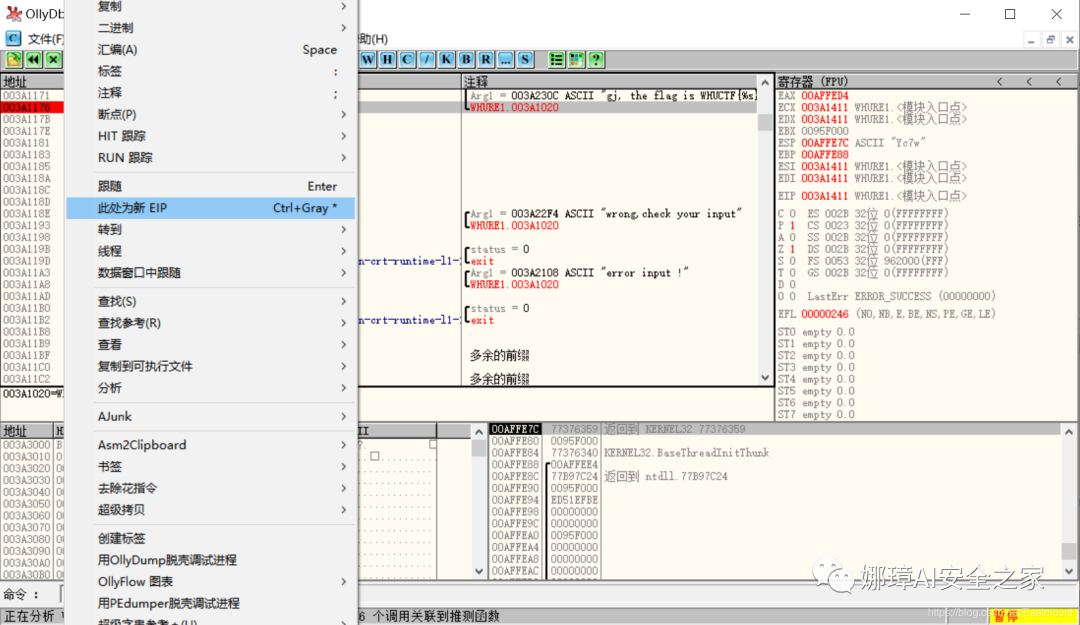 OllyDb
文件(F)
助(H)
W H C / K B R ... S
复制
二进制
汇编(A) Space
标签 :
注释 ;
断点(P)
HIT 跟踪
RUN 跟踪
跟随 Enter
此处为新 EIP Ctrl+Gray *
转到
线程
数据窗口中跟随
查找(S)
查找参考(R)
查看
复制到可执行文件
分析
AJunk
Asm2Clipboard
书签
去除花指令
超级拷贝
创建标签
用OllyDump脱壳调试进程
OllyFlow 图表
用PEdumper脱壳调试进程
地址
003A1171
003A1176
003A117B
003A117E
003A1181
003A1183
003A1185
003A118A
003A118C
003A118D
003A118E
003A1193
003A1198
003A119B
003A119D
003A11A3
003A11A8
003A11AD
003A11B0
003A11B2
003A11B8
003A11B9
003A11BF
003A11C0
003A11C2
003A1020=W
n-crt-runtime-l1-
n-crt-runtime-l1-
注释
Arg1 = 003A230C ASCII "gj, the flag is WHUCTF{%s}
WHURE1.003A1020
Arg1 = 003A22F4 ASCII "wrong,check your input"
WHURE1.003A1020
status = 0
exit
Arg1 = 003A2108 ASCII "error input !"
WHURE1.003A1020
status = 0
exit
多余的前缀
多余的前缀
寄存器 (FPU) < < <
EAX 00AFFED4
ECX 003A1411 WHURE1.<模块入口点>
EDX 003A1411 WHURE1.<模块入口点>
EBX 0095F000
ESP 00AFFE7C ASCII "Yc7w"
EBP 00AFFE88
ESI 003A1411 WHURE1.<模块入口点>
EDI 003A1411 WHURE1.<模块入口点>
EIP 003A1411 WHURE1.<模块入口点>
C 0 ES 002B 32位 0(FFFFFFFF)
P 1 CS 0023 32位 0(FFFFFFFF)
A 0 SS 002B 32位 0(FFFFFFFF)
Z 1 DS 002B 32位 0(FFFFFFFF)
S 0 FS 0053 32位 962000(FFF)
T 0 GS 002B 32位 0(FFFFFFFF)
D 0
O 0 LastErr ERROR_SUCCESS (00000000)
EFL 00000246 (NO,NB,E,BE,NS,PE,GE,LE)
ST0 empty 0.0
ST1 empty 0.0
ST2 empty 0.0
ST3 empty 0.0
ST4 empty 0.0
ST5 empty 0.0
ST6 empty 0.0
ST7 empty 0.0
地址 H II
003A3000
003A3010
003A3020
003A3030
003A3040
003A3050
003A3060
003A3070
003A3080
003A3090
003A30A0
003A30B0
00AFFE7C 77376359 返回到 KERNEL32.77376359
00AFFE80 0095F000
00AFFE84 77376340 KERNEL32.BaseThreadInitThunk
00AFFE88 00AFFEE4
00AFFE8C 77B97C24 返回到 ntdll.77B97C24
00AFFE90 0095F000
00AFFE94 ED51EFBE
00AFFE98 00000000
00AFFE9C 00000000
00AFFEA0 0095F000
00AFFEA4 00000000
00AFFEA8 00000000
00AFFEAC 00000000
命令 :
正在分析
6 个调用关联到推测函数
暂停
娜璋AI安全之家